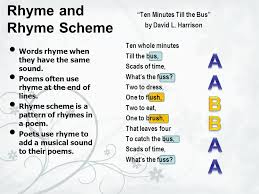 Rhyme and
Rhyme Scheme
• Words rhyme when
they have the same
sound.
• Poems often use
rhyme at the end of
lines.
• Rhyme scheme is a
pattern of rhymes in
a poem.
• Poets use rhyme to
add a musical sound
to their poems.
“Ten Minutes Till the Bus”
by David L. Harrison
Ten whole minutes
Till the bus,
Scads of time,
What's the fuss?
Two to dress,
One to flush,
Two to eat,
One to brush,
That leaves four
To catch the bus,
Scads of time,
What's the fuss?
A
A
B
B
A
A